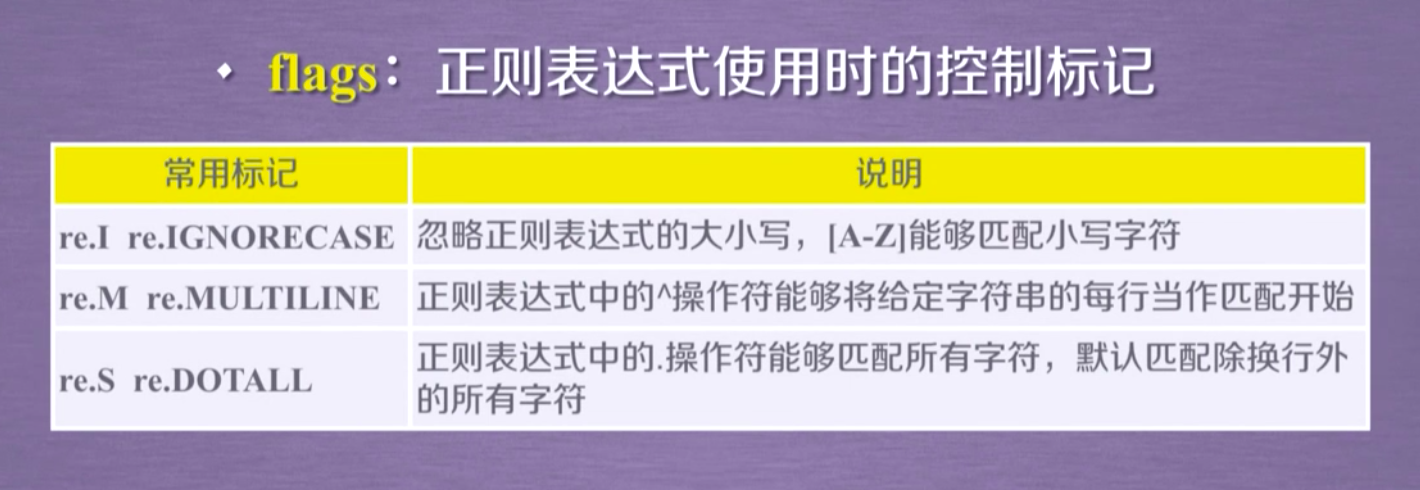 • flags：正则表达式使用时的控制标记
常用标记 说明
re.I re.IGNORECASE 忽略正则表达式的大小写，[A-Z]能够匹配小写字符
re.M re.MULTILINE 正则表达式中的^操作符能够将给定字符串的每行当作匹配开始
re.S re.DOTALL 正则表达式中的.操作符能够匹配所有字符，默认匹配除换行外
的所有字符